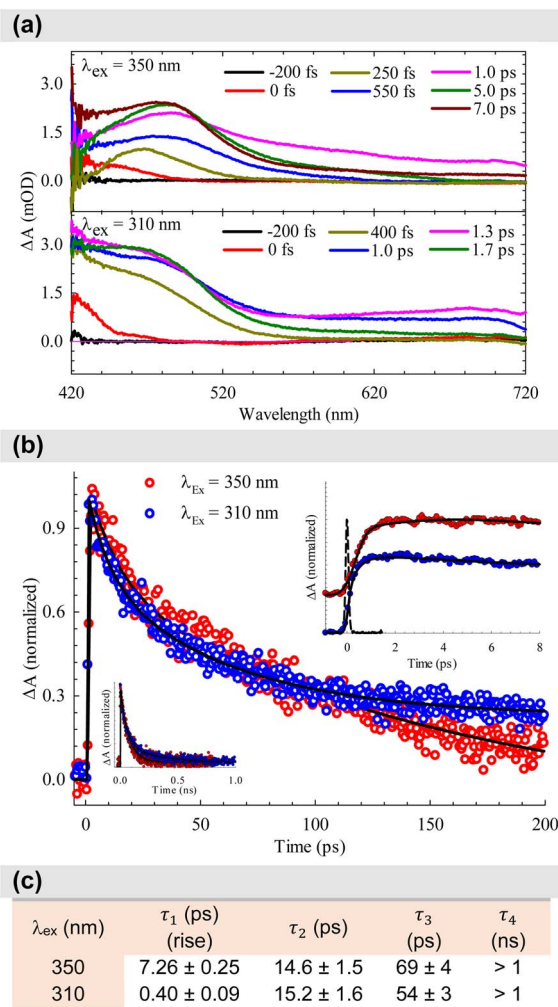 (a)
λex = 350 nm
-200 fs 250 fs 1.0 ps
0 fs 550 fs 5.0 ps
7.0 ps
3.0
1.5
0.0
ΔA (mOD)
λex = 310 nm
-200 fs 400 fs 1.3 ps
0 fs 1.0 ps 1.7 ps
3.0
1.5
0.0
420 520 620 720
Wavelength (nm)
(b)
λEx = 350 nm
λEx = 310 nm
0.9
0.6
0.3
0.0
ΔA (normalized)
ΔA (normalized)
0 2 4 6 8
Time (ps)
ΔA (normalized)
0.0 0.5 1.0
Time (ns)
0 50 100 150 200
Time (ps)
(c)
λex (nm) τ1 (ps) (rise) τ2 (ps) τ3 (ps) τ4 (ns)
350 7.26 ± 0.25 14.6 ± 1.5 69 ± 4 > 1
310 0.40 ± 0.09 15.2 ± 1.6 54 ± 3 > 1